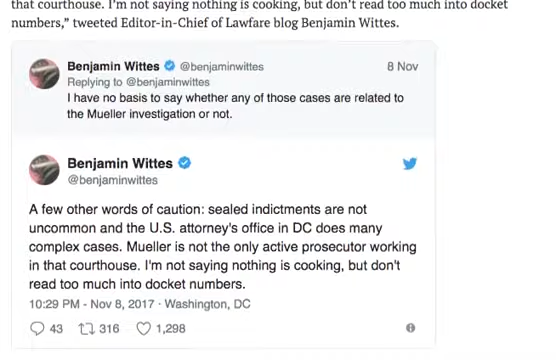 that courthouse. I'm not saying nothing is cooking, but don't read too much into docket
numbers,” tweeted Editor-in-Chief of Lawfare blog Benjamin Wittes.
Benjamin Wittes @benjaminwittes 8 Nov
Replying to @benjaminwittes
I have no basis to say whether any of those cases are related to
the Mueller investigation or not.
Benjamin Wittes
@benjaminwittes
A few other words of caution: sealed indictments are not
uncommon and the U.S. attorney's office in DC does many
complex cases. Mueller is not the only active prosecutor working
in that courthouse. I'm not saying nothing is cooking, but don't
read too much into docket numbers.
10:29 PM - Nov 8, 2017 · Washington, DC
43 316 1,298